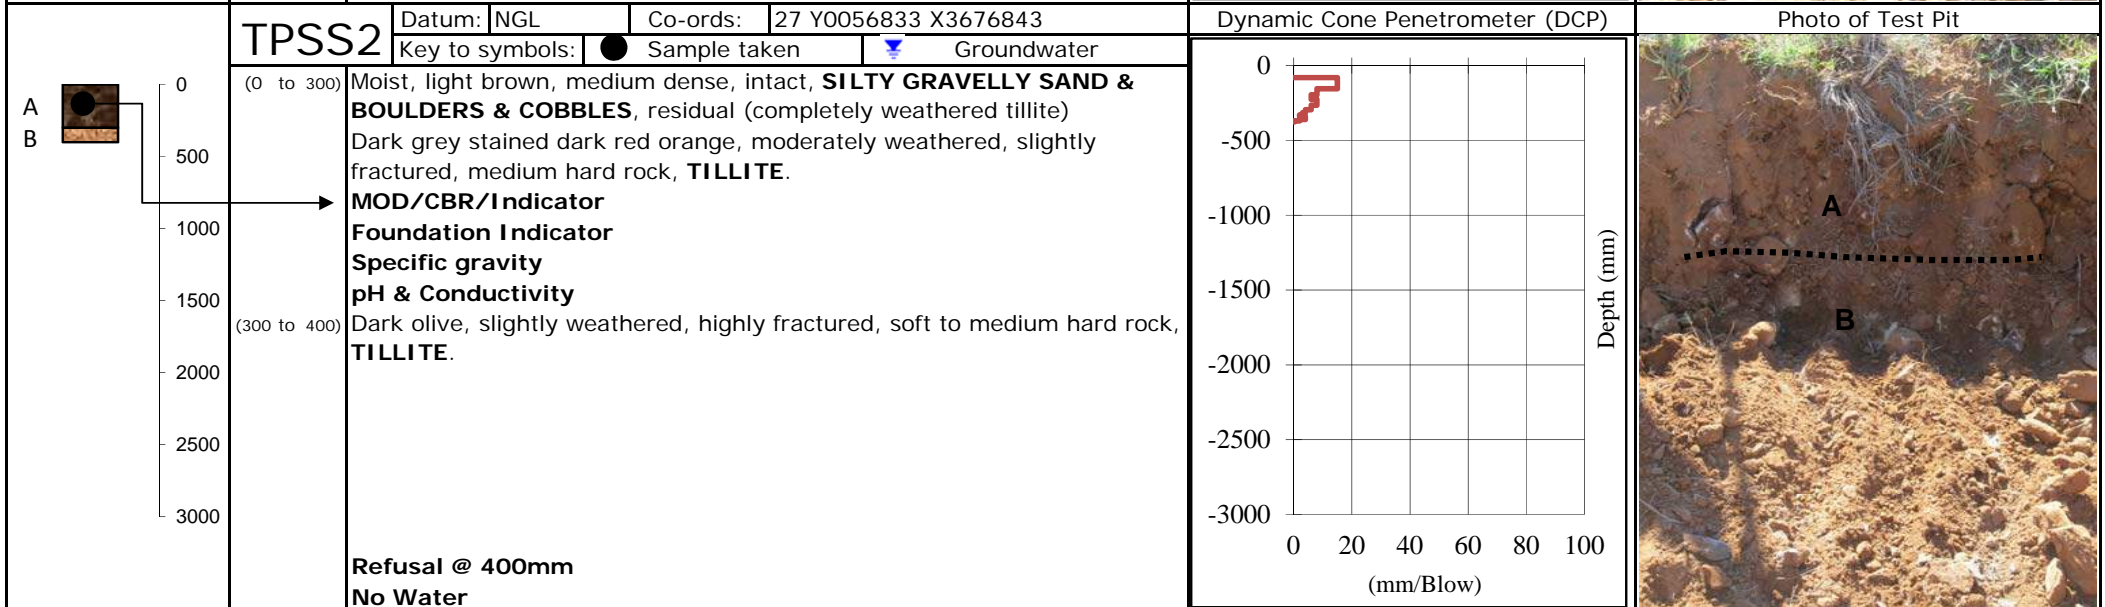 TPSS2
Datum: NGL Co-ords: 27 Y0056833 X3676843
Key to symbols: Sample taken Groundwater
A
B
0
500
1000
1500
2000
2500
3000
(0 to 300) Moist, light brown, medium dense, intact, SILTY GRAVELLY SAND &
BOULDERS & COBBLES, residual (completely weathered tillite)
Dark grey stained dark red orange, moderately weathered, slightly
fractured, medium hard rock, TILLITE.
MOD/CBR/Indicator
Foundation Indicator
Specific gravity
pH & Conductivity
(300 to 400) Dark olive, slightly weathered, highly fractured, soft to medium hard rock,
TILLITE.
Refusal @ 400mm
No Water
Dynamic Cone Penetrometer (DCP)
0
-500
-1000
-1500
-2000
-2500
-3000
0 20 40 60 80 100
(mm/Blow)
Depth (mm)
Photo of Test Pit
A
B